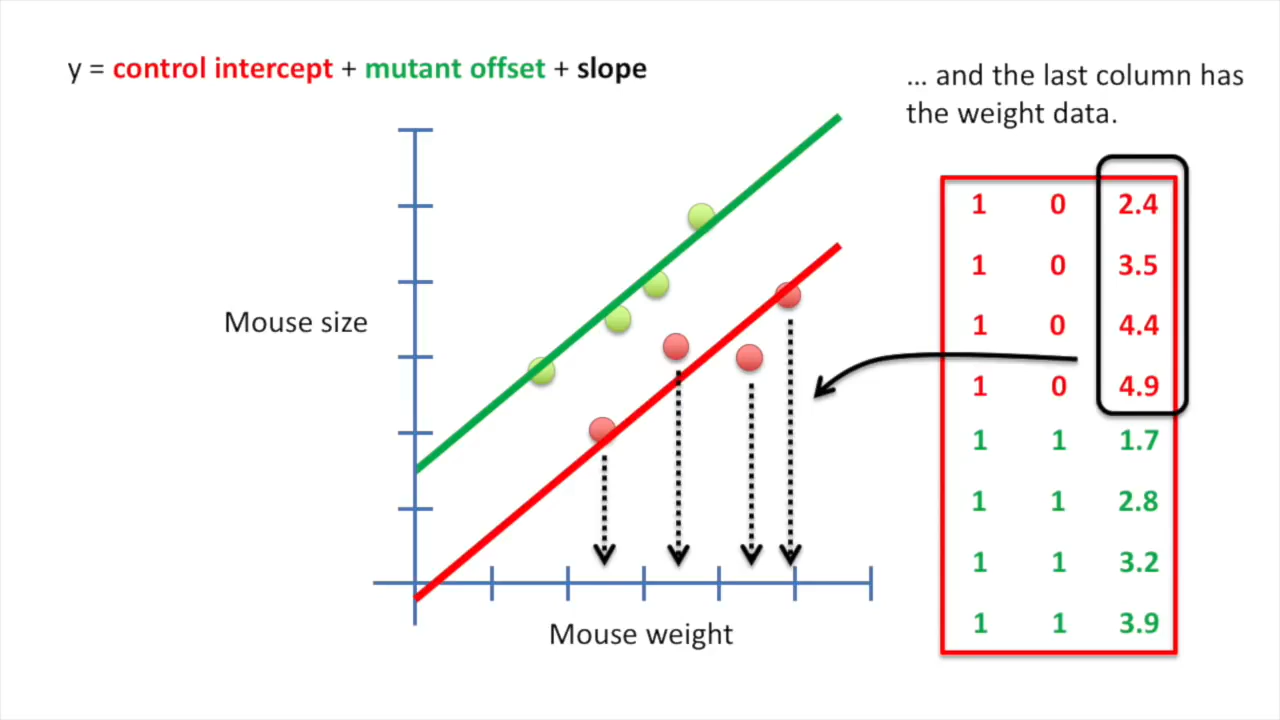 y = control intercept + mutant offset + slope
... and the last column has
the weight data.
Mouse size
Mouse weight
1 0 2.4
1 0 3.5
1 0 4.4
1 0 4.9
1 1 1.7
1 1 2.8
1 1 3.2
1 1 3.9